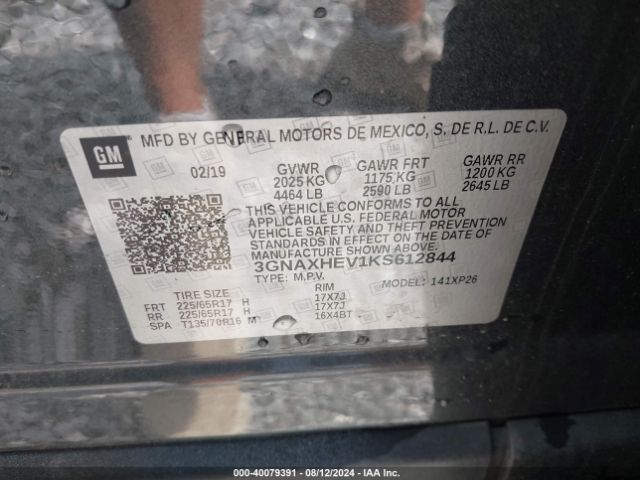 GM
MFD BY GENERAL MOTORS DE MEXICO, S. DE R.L. DE C.V.
02/19 GVWR GAWR FRT GAWR RR
2025 KG 1175 KG 1200 KG
4464 LB 2590 LB 2645 LB
THIS VEHICLE CONFORMS TO ALL
APPLICABLE U.S. FEDERAL MOTOR
VEHICLE SAFETY AND THEFT PREVENTION
STANDARDS IN EFFECT ON THE DATE OF
MANUFACTURE SHOWN ABOVE.
3GNAXHEV1KS612844
TYPE: M.P.V. MODEL: 141XP26
TIRE SIZE RIM
FRT 225/65R17 H 17X7J
RR 225/65R17 H 17X7J
SPA T135/70R16 M 16X4BT
000-40079391 - 08/12/2024 - IAA Inc.